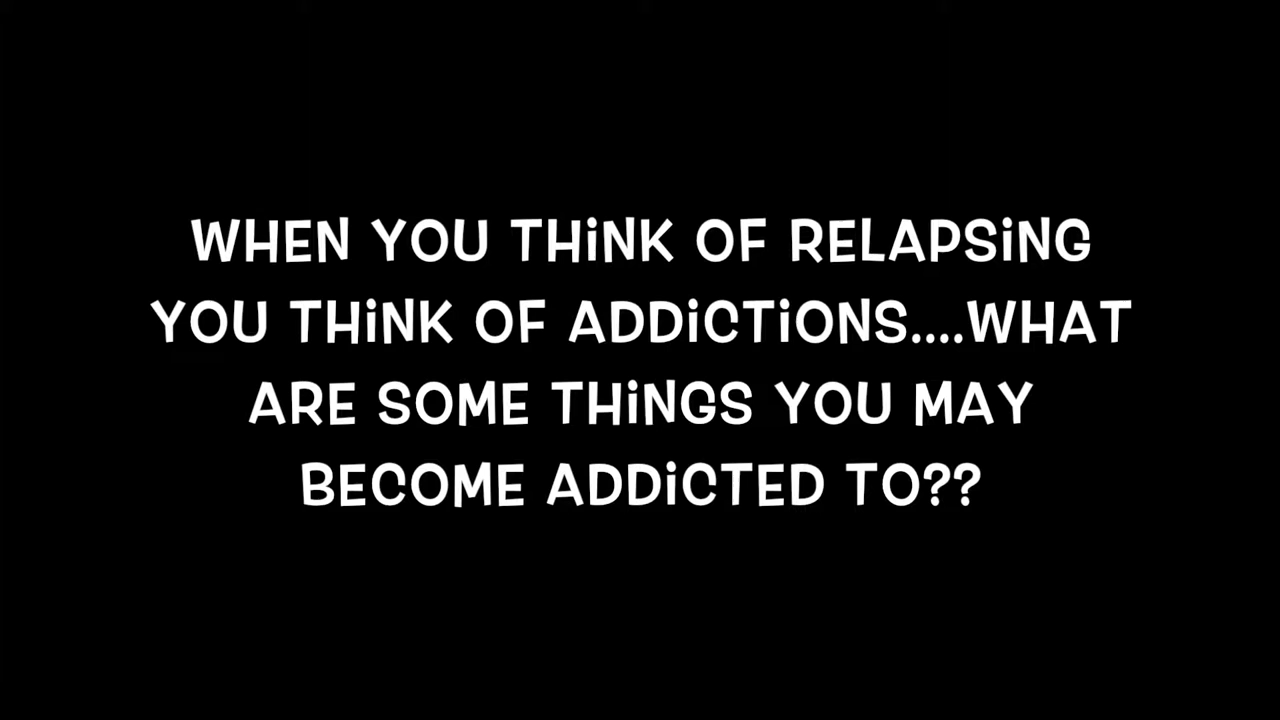 WHEN YOU THiNK OF RELAPSiNG
YOU THiNK OF ADDiCTiONS....WHAT
ARE SOME THiNGS YOU MAY
BECOME ADDiCTED TO??